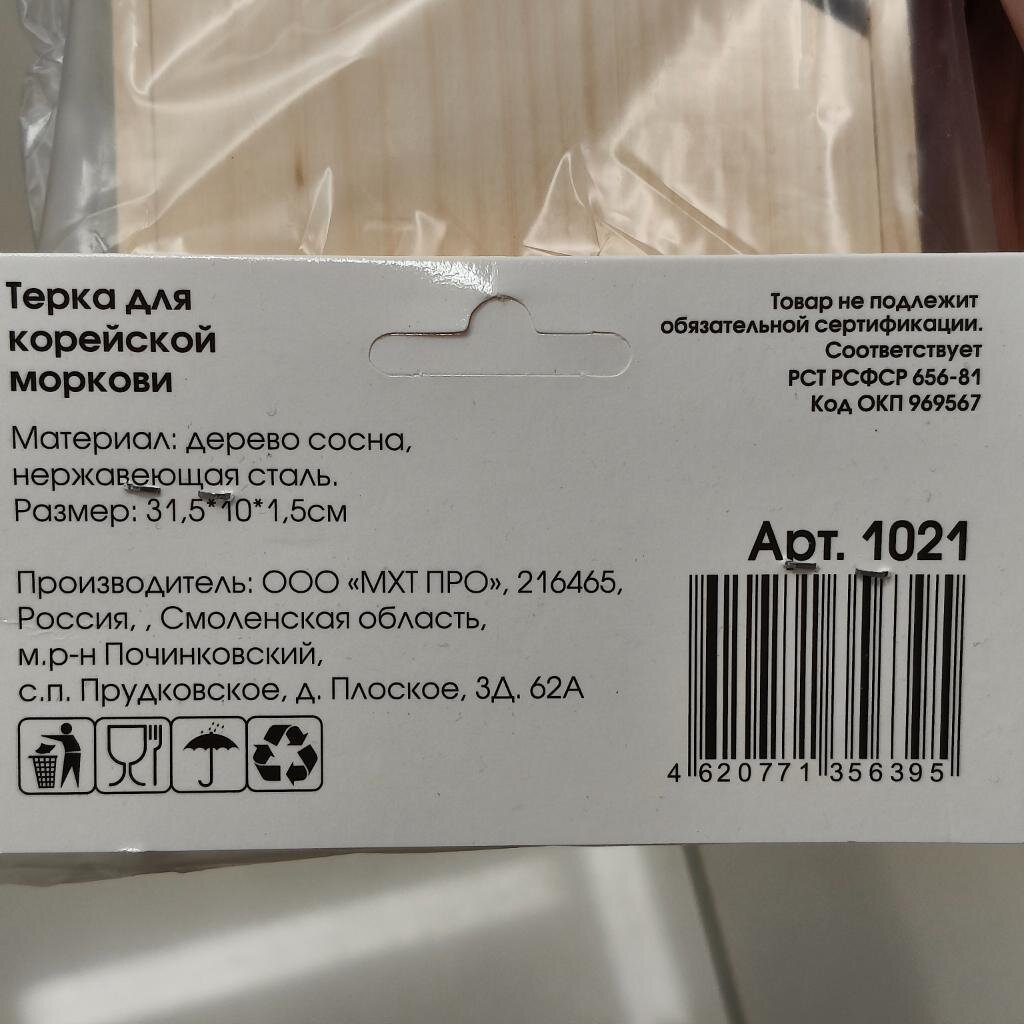 Терка для
корейской
моркови
Товар не подлежит
обязательной сертификации.
Соответствует
РСТ РСФСР 656-81
Код ОКП 969567
Материал: дерево сосна,
нержавеющая сталь.
Размер: 31,5*10*1,5см
Арт. 1021
Производитель: ООО «МХТ ПРО», 216465,
Россия, , Смоленская область,
м.р-н Починковский,
с.п. Прудковское, д. Плоское, ЗД. 62А
4 620771 356395